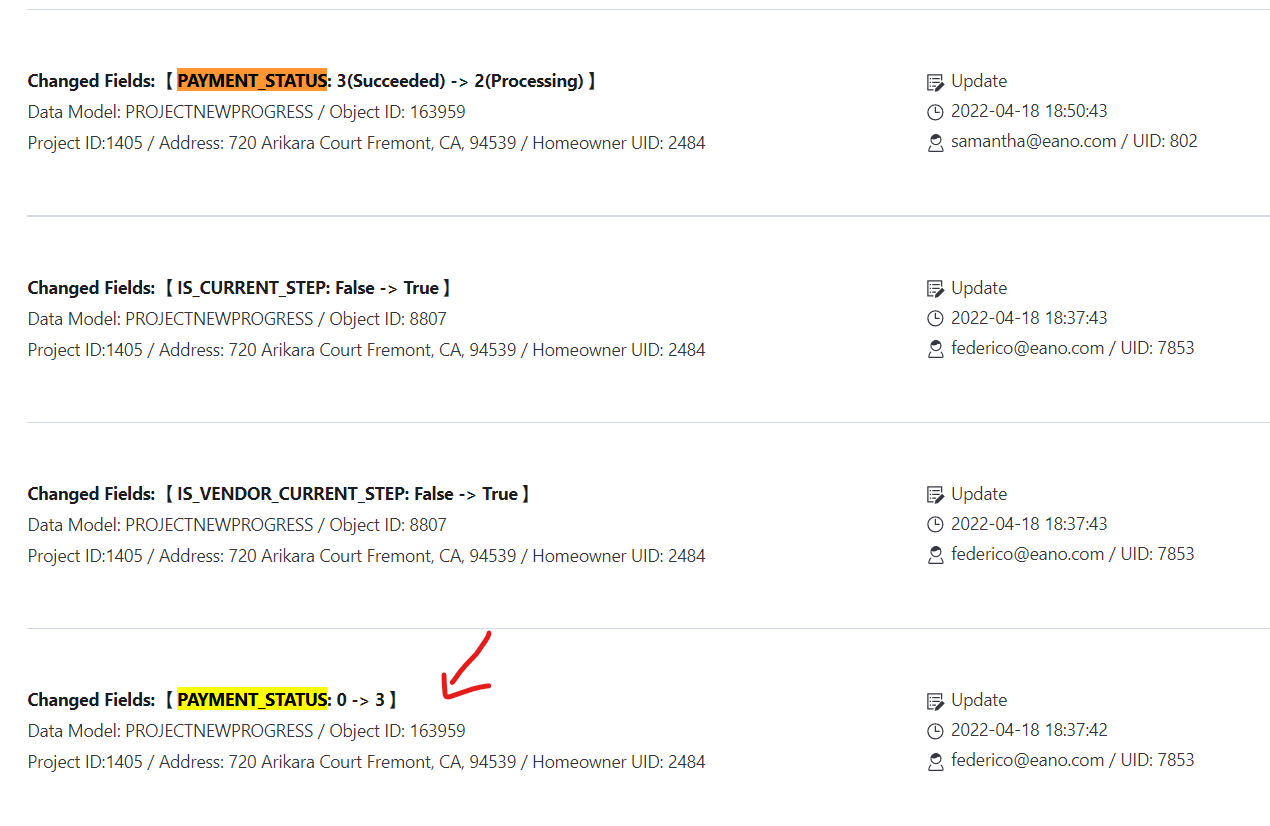 Changed Fields: 【 PAYMENT_STATUS: 3(Succeeded) -> 2(Processing) 】
Update
Data Model: PROJECTNEWPROGRESS / Object ID: 163959
2022-04-18 18:50:43
Project ID:1405 / Address: 720 Arikara Court Fremont, CA, 94539 / Homeowner UID: 2484
samantha@eano.com / UID: 802
Changed Fields: 【 IS_CURRENT_STEP: False -> True 】
Update
Data Model: PROJECTNEWPROGRESS / Object ID: 8807
2022-04-18 18:37:43
Project ID:1405 / Address: 720 Arikara Court Fremont, CA, 94539 / Homeowner UID: 2484
federico@eano.com / UID: 7853
Changed Fields: 【 IS_VENDOR_CURRENT_STEP: False -> True 】
Update
Data Model: PROJECTNEWPROGRESS / Object ID: 8807
2022-04-18 18:37:43
Project ID:1405 / Address: 720 Arikara Court Fremont, CA, 94539 / Homeowner UID: 2484
federico@eano.com / UID: 7853
Changed Fields: 【 PAYMENT_STATUS: 0 -> 3 】
Update
Data Model: PROJECTNEWPROGRESS / Object ID: 163959
2022-04-18 18:37:42
Project ID:1405 / Address: 720 Arikara Court Fremont, CA, 94539 / Homeowner UID: 2484
federico@eano.com / UID: 7853